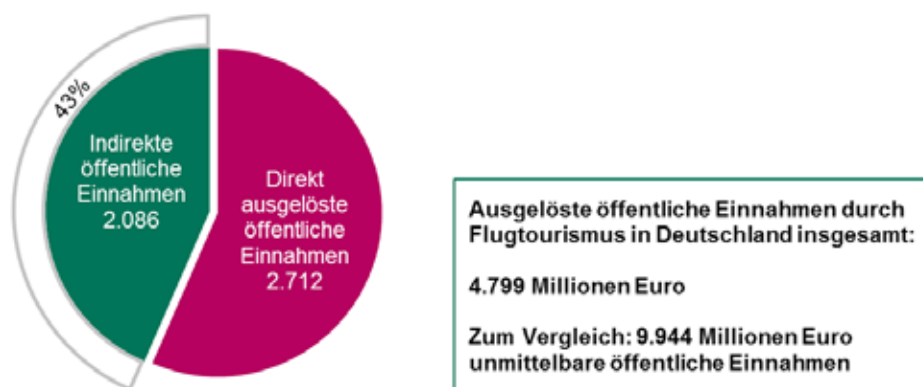 43%
Indirekte
öffentliche
Einnahmen
2.086
Direkt
ausgelöste
öffentliche
Einnahmen
2.712
Ausgelöste öffentliche Einnahmen durch
Flugtourismus in Deutschland insgesamt:
4.799 Millionen Euro
Zum Vergleich: 9.944 Millionen Euro
unmittelbare öffentliche Einnahmen